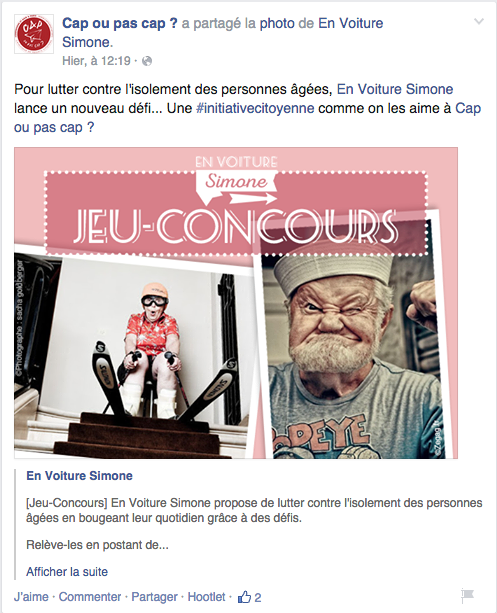 CAP
OU PAS CAP ?
Cap ou pas cap ? a partagé la photo de En Voiture
Simone.
Hier, à 12:19 ·
Pour lutter contre l'isolement des personnes âgées, En Voiture Simone
lance un nouveau défi... Une #initiativecitoyenne comme on les aime à Cap
ou pas cap ?
EN VOITURE
Simone
JEU-CONCOURS
©Photographe : sacha goldberger
POPEYE
En Voiture Simone
[Jeu-Concours] En Voiture Simone propose de lutter contre l'isolement des personnes
âgées en bougeant leur quotidien grâce à des défis.
Relève-les en postant de...
Afficher la suite
J'aime · Commenter · Partager · Hootlet · 2